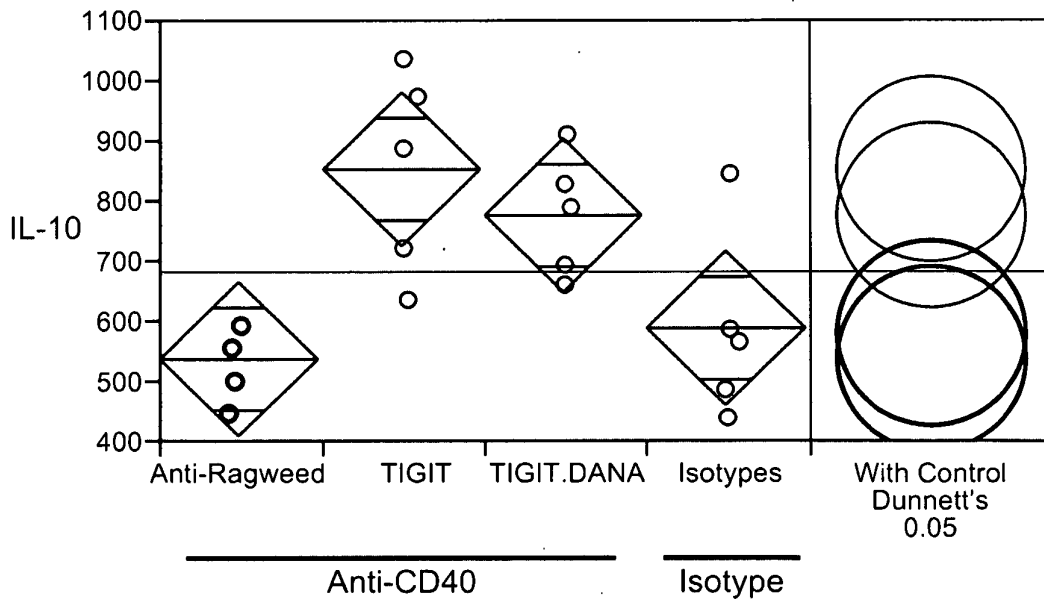 1100
1000
900
800
IL-10
700
600
500
400
Anti-Ragweed TIGIT TIGIT.DANA Isotypes With Control
Dunnett's
0.05
Anti-CD40 Isotype